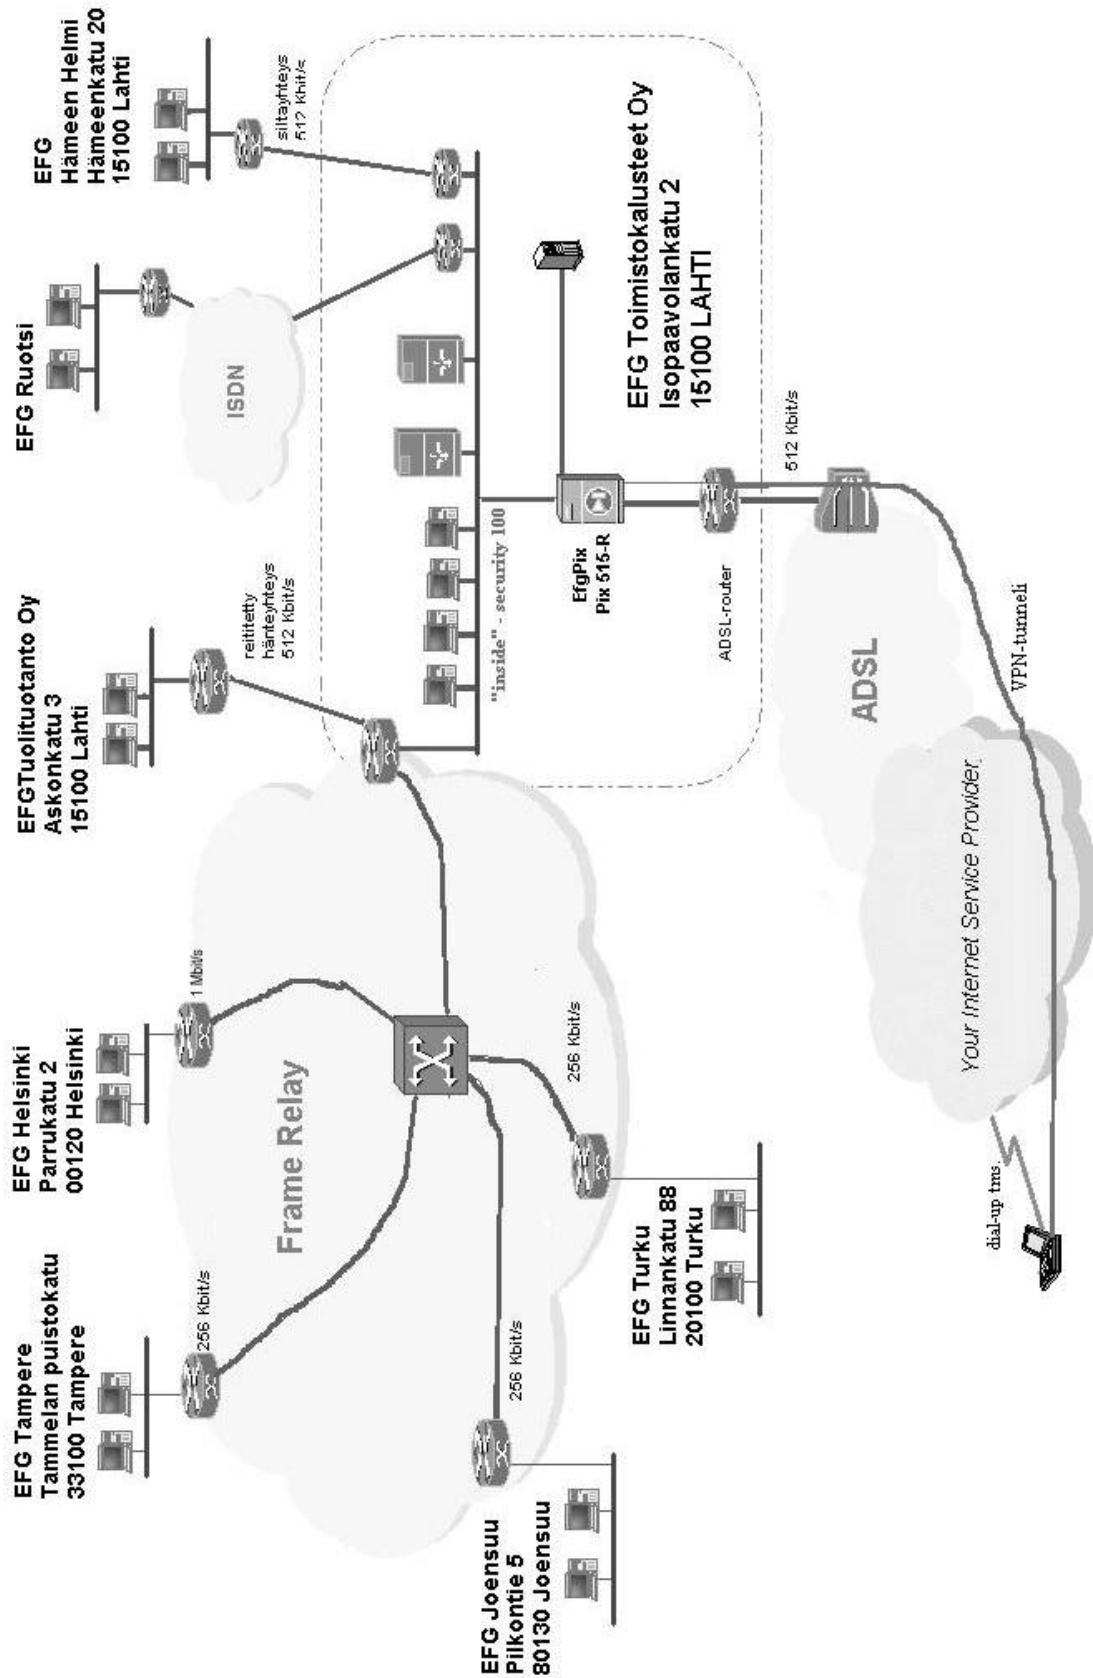 EFG Tampere
Tammelan puistokatu
33100 Tampere
EFG Helsinki
Parrukatu 2
00120 Helsinki
EFGTuolituotanto Oy
Askonkatu 3
15100 Lahti
EFG Ruotsi
EFG
Hämeen Helmi
Hämeenkatu 20
15100 Lahti
256 Kbit/s
1 Mbit/s
reititetty
hänteyhteys
512 Kbit/s
ISDN
siltayhteys
512 Kbit/s
Frame Relay
"inside" - security 100
EFG Joensuu
Pilkontie 5
80130 Joensuu
256 Kbit/s
256 Kbit/s
EfgPix
Pix 515-R
EFG Toimistokalusteet Oy
Isopaavolankatu 2
15100 LAHTI
EFG Turku
Linnankatu 88
20100 Turku
ADSL-router
512 Kbit/s
ADSL
Your Internet Service Provider,
VPN-tunneli
dial-up tms.